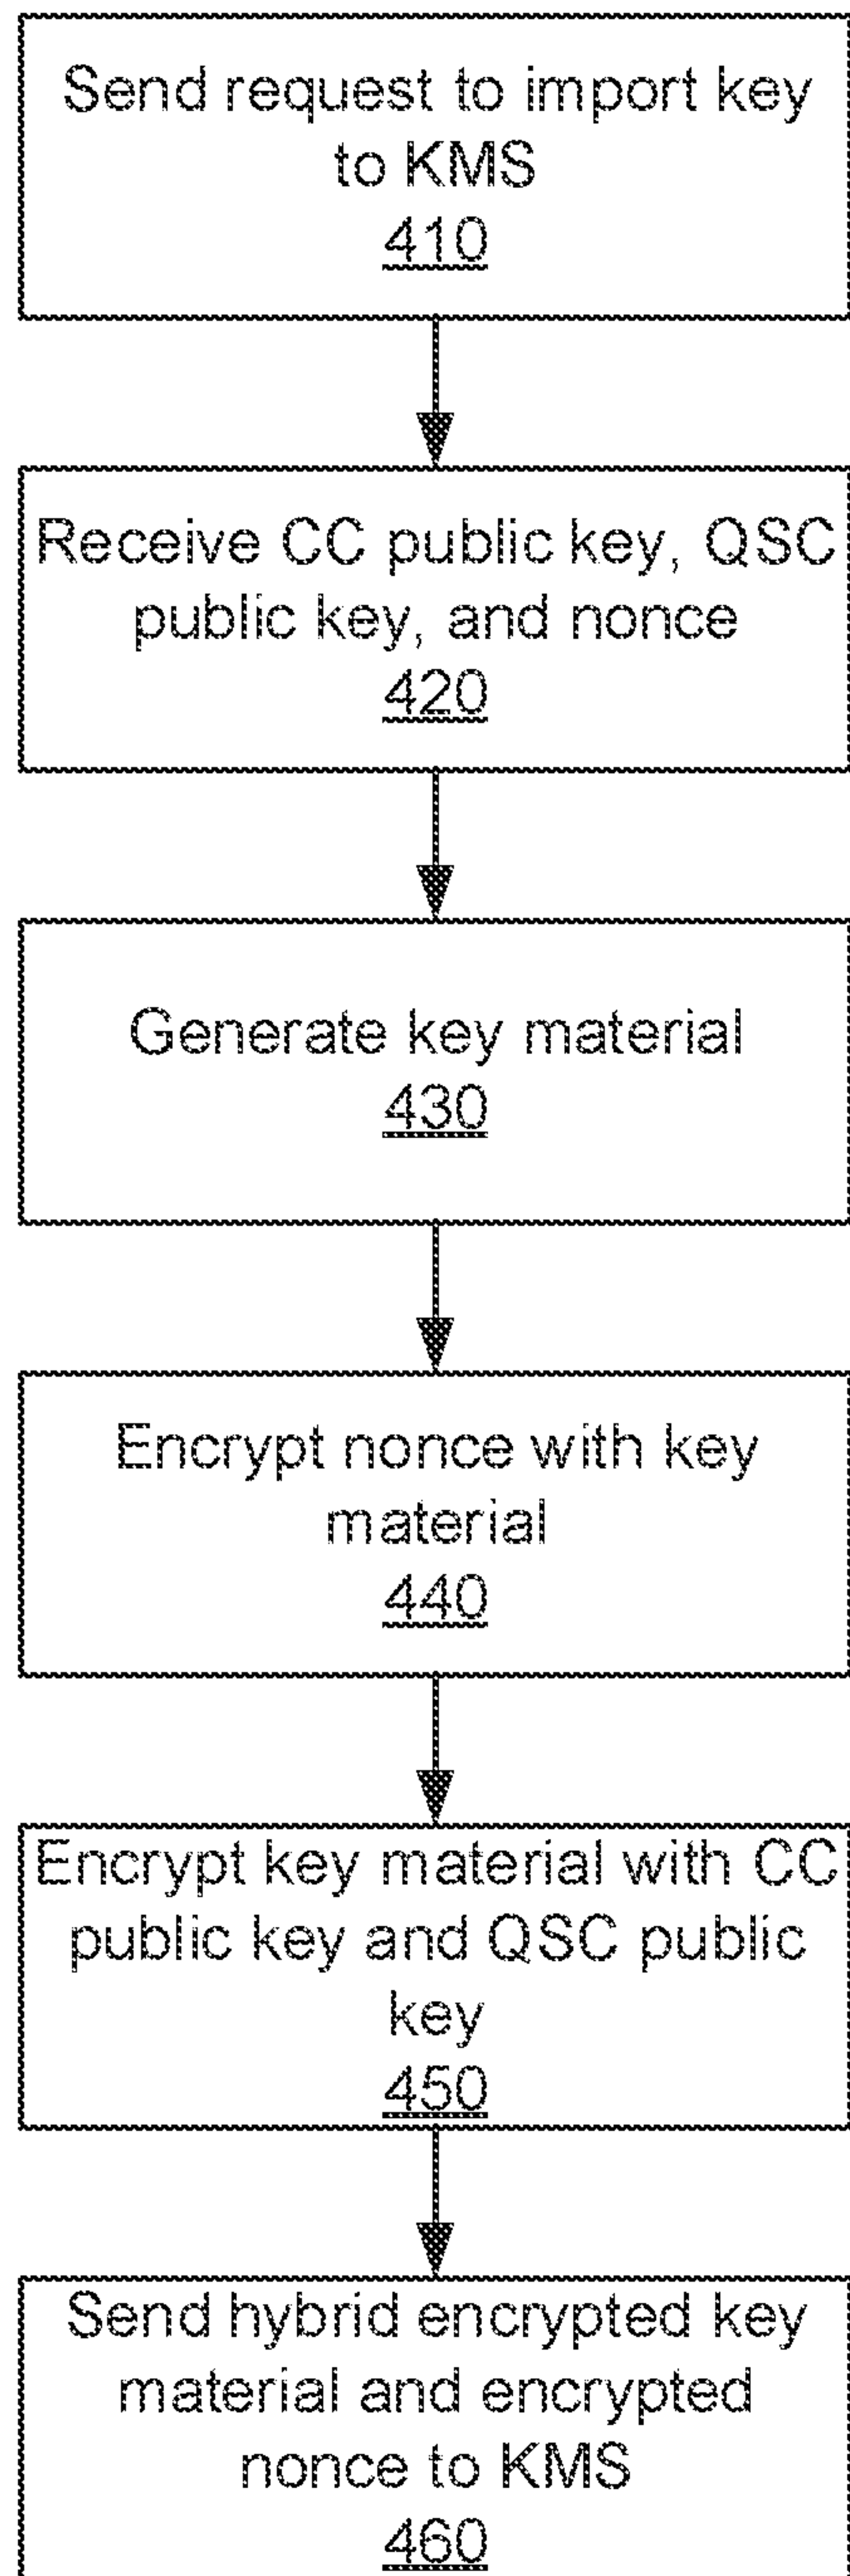 Send request to import key
to KMS
410
Receive CC public key, QSC
public key, and nonce
420
Generate key material
430
Encrypt nonce with key
material
440
Encrypt key material with CC
public key and QSC public
key
450
Send hybrid encrypted key
material and encrypted
nonce to KMS
460